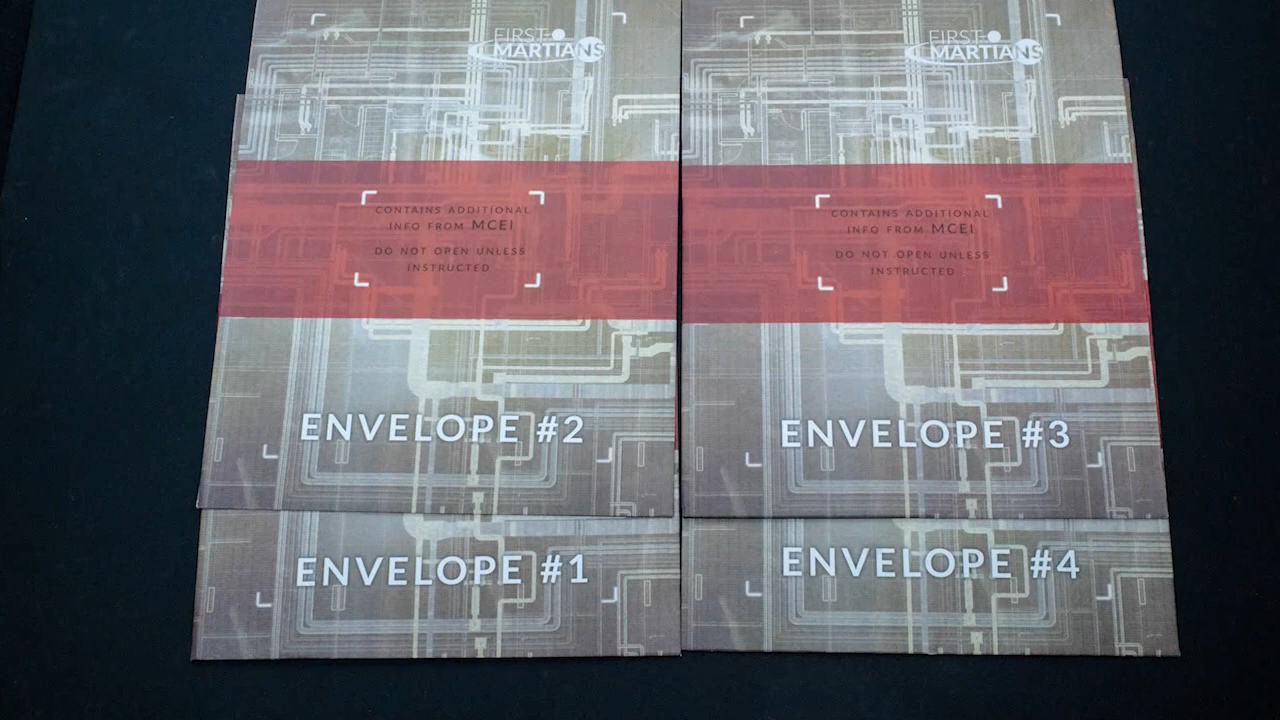 FIRST
MARTIANS
CONTAINS ADDITIONAL
INFO FROM MCEI
DO NOT OPEN UNLESS
INSTRUCTED
ENVELOPE #2
ENVELOPE #1
FIRST
MARTIANS
CONTAINS ADDITIONAL
INFO FROM MCEI
DO NOT OPEN UNLESS
INSTRUCTED
ENVELOPE #3
ENVELOPE #4